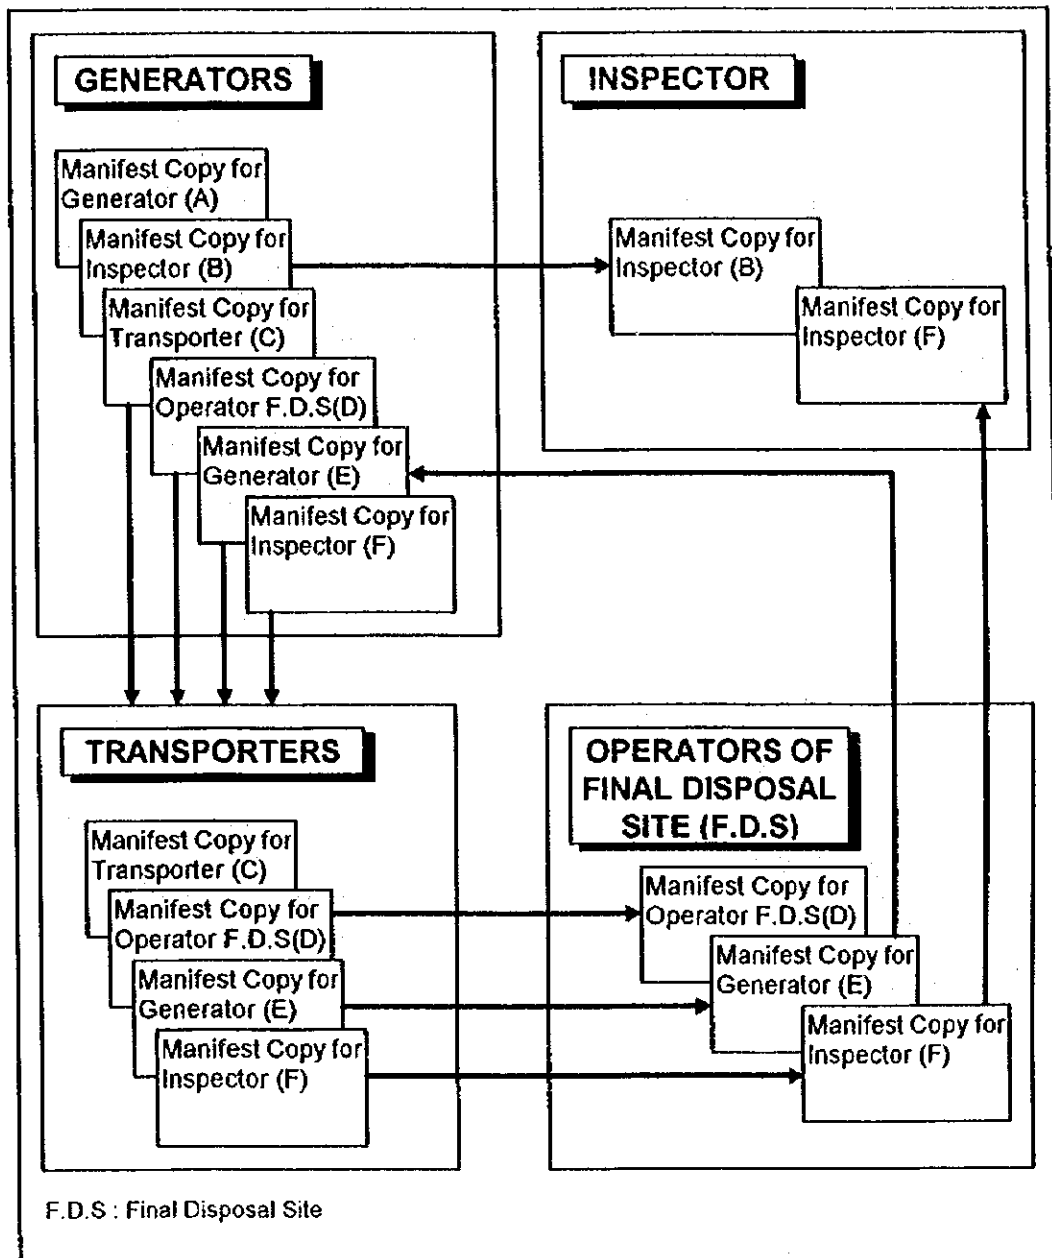 GENERATORS
Manifest Copy for
Generator (A)
Manifest Copy for
Inspector (B)
Manifest Copy for
Transporter (C)
Manifest Copy for
Operator F.D.S(D)
Manifest Copy for
Generator (E)
Manifest Copy for
Inspector (F)
INSPECTOR
Manifest Copy for
Inspector (B)
Manifest Copy for
Inspector (F)
TRANSPORTERS
Manifest Copy for
Transporter (C)
Manifest Copy for
Operator F.D.S(D)
Manifest Copy for
Generator (E)
Manifest Copy for
Inspector (F)
OPERATORS OF
FINAL DISPOSAL
SITE (F.D.S)
Manifest Copy for
Operator F.D.S(D)
Manifest Copy for
Generator (E)
Manifest Copy for
Inspector (F)
F.D.S : Final Disposal Site